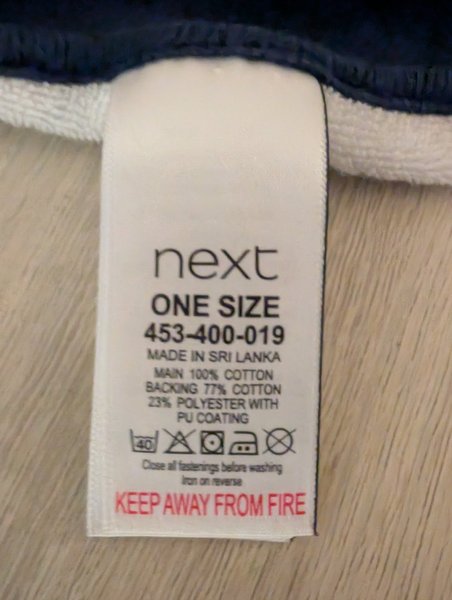 next
ONE SIZE
453-400-019
MADE IN SRI LANKA
MAIN 100% COTTON
BACKING 77% COTTON
23% POLYESTER WITH
PU COATING
40
Close all fastenings before washing
Iron on reverse
KEEP AWAY FROM FIRE